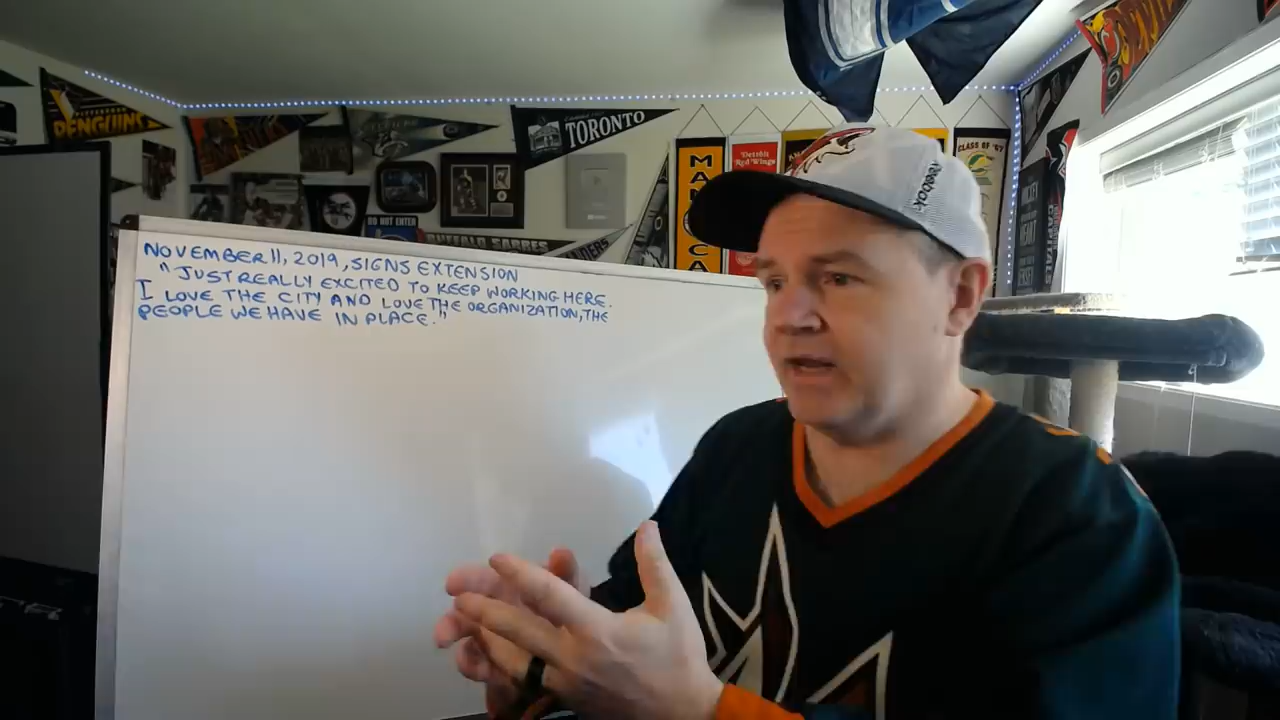 PENGUINS
TORONTO
DO NOT ENTER
BUFFALO SABRES
Detroit
Red Wings
CLASS OF '67
Reebok
NOVEMBER 11, 2019, SIGNS EXTENSION
"JUST REALLY EXCITED TO KEEP WORKING HERE.
I LOVE THE CITY AND LOVE THE ORGANIZATION, THE
PEOPLE WE HAVE IN PLACE."